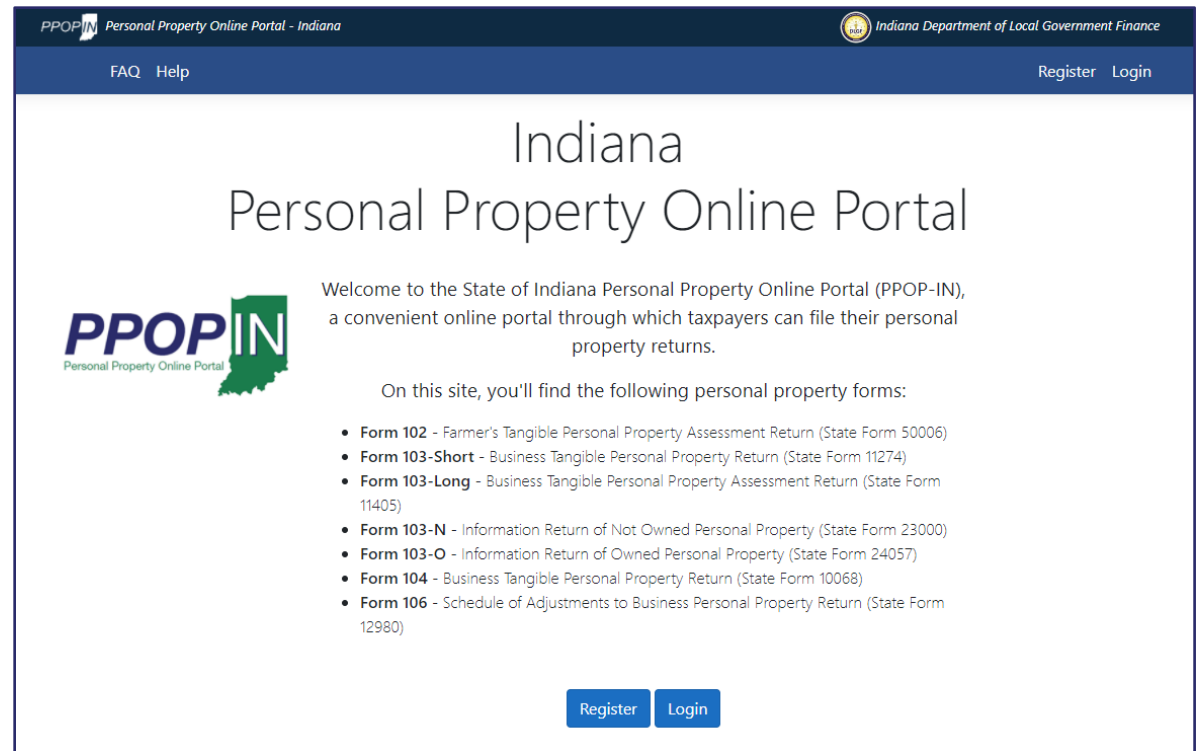 PPOP IN Personal Property Online Portal - Indiana
Indiana Department of Local Government Finance
FAQ Help
Register Login
Indiana
Personal Property Online Portal
PPOP IN
Personal Property Online Portal
Welcome to the State of Indiana Personal Property Online Portal (PPOP-IN),
a convenient online portal through which taxpayers can file their personal
property returns.
On this site, you'll find the following personal property forms:
• Form 102 - Farmer's Tangible Personal Property Assessment Return (State Form 50006)
• Form 103-Short - Business Tangible Personal Property Return (State Form 11274)
• Form 103-Long - Business Tangible Personal Property Assessment Return (State Form
11405)
• Form 103-N - Information Return of Not Owned Personal Property (State Form 23000)
• Form 103-O - Information Return of Owned Personal Property (State Form 24057)
• Form 104 - Business Tangible Personal Property Return (State Form 10068)
• Form 106 - Schedule of Adjustments to Business Personal Property Return (State Form
12980)
Register Login